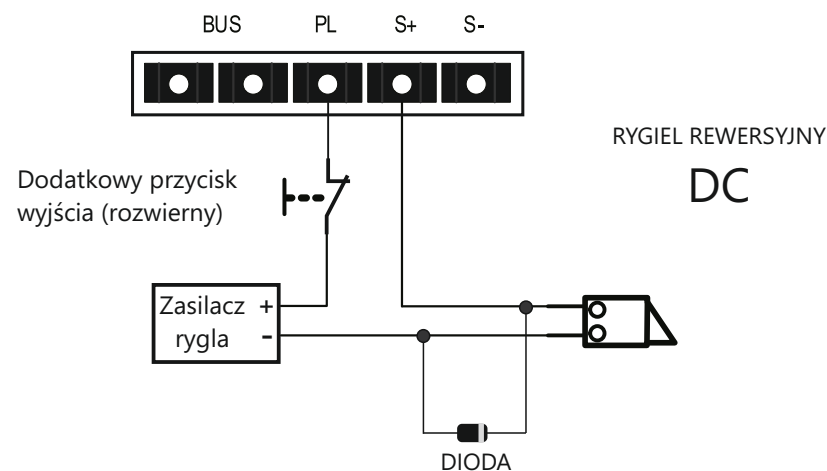 BUS PL S+ S-
RYGIEL REWERSYJNY
DC
Dodatkowy przycisk
wyjścia (rozwierny)
Zasilacz +
rygla -
DIODA